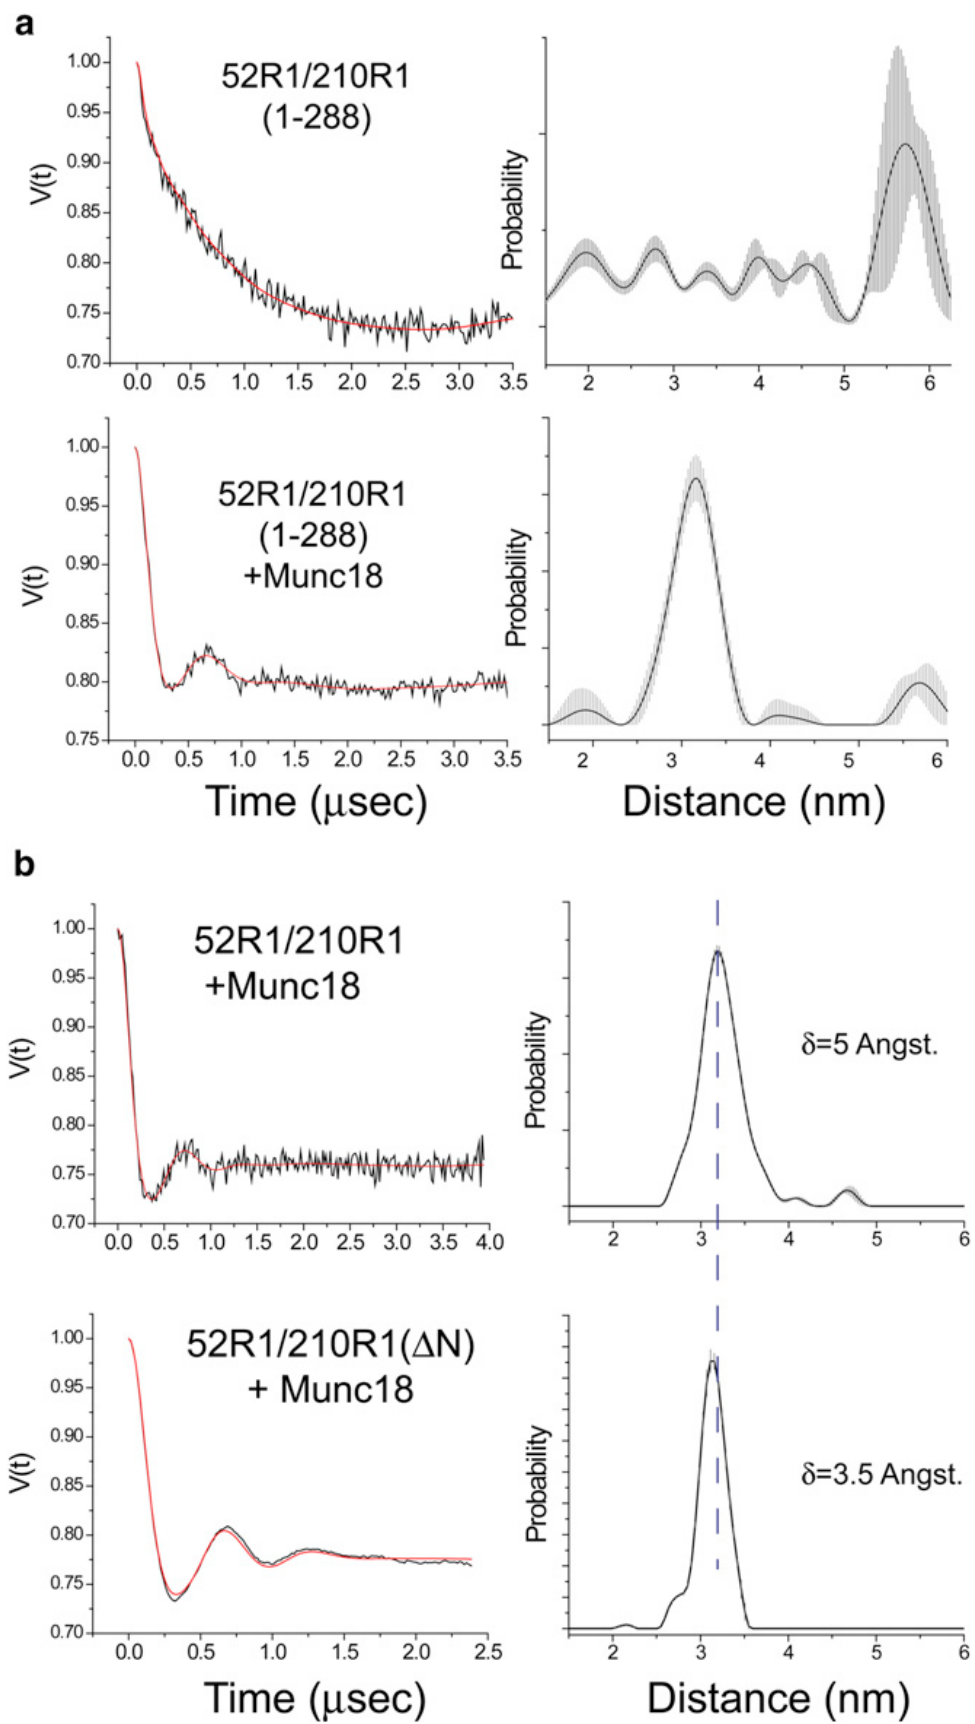 a
52R1/210R1
(1-288)
V(t)
1.00
0.95
0.90
0.85
0.80
0.75
0.70
0.0 0.5 1.0 1.5 2.0 2.5 3.0 3.5
Probability
2 3 4 5 6
52R1/210R1
(1-288)
+Munc18
V(t)
1.00
0.95
0.90
0.85
0.80
0.75
0.0 0.5 1.0 1.5 2.0 2.5 3.0 3.5
Time (μsec)
Probability
2 3 4 5 6
Distance (nm)
b
52R1/210R1
+Munc18
V(t)
1.00
0.95
0.90
0.85
0.80
0.75
0.70
0.0 0.5 1.0 1.5 2.0 2.5 3.0 3.5 4.0
Probability
δ=5 Angst.
2 3 4 5 6
52R1/210R1(ΔN)
+ Munc18
V(t)
1.00
0.95
0.90
0.85
0.80
0.75
0.70
0.0 0.5 1.0 1.5 2.0 2.5
Time (μsec)
Probability
δ=3.5 Angst.
2 3 4 5 6
Distance (nm)